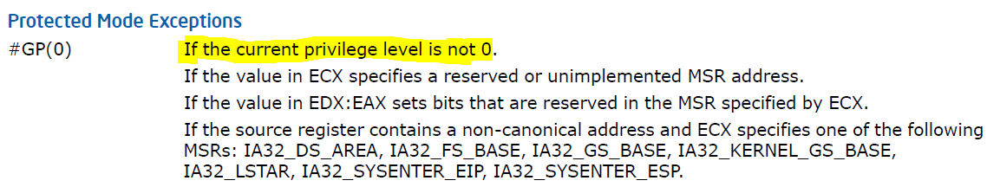 Protected Mode Exceptions
#GP(0) If the current privilege level is not 0.
If the value in ECX specifies a reserved or unimplemented MSR address.
If the value in EDX:EAX sets bits that are reserved in the MSR specified by ECX.
If the source register contains a non-canonical address and ECX specifies one of the following
MSRs: IA32_DS_AREA, IA32_FS_BASE, IA32_GS_BASE, IA32_KERNEL_GS_BASE,
IA32_LSTAR, IA32_SYSENTER_EIP, IA32_SYSENTER_ESP.